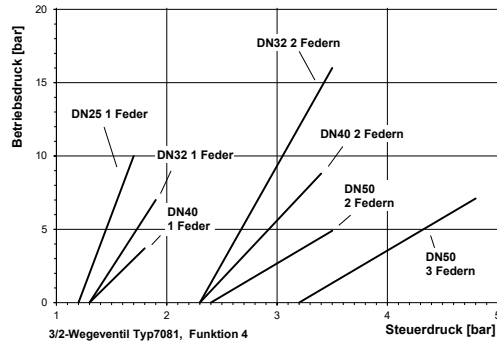 Betriebsdruck [bar]
20
15
10
5
0
DN32 2 Federn
DN25 1 Feder
DN32 1 Feder
DN40 2 Federn
DN40
1 Feder
DN50
2 Federn
DN50
3 Federn
1
2
3
4
5
3/2-Wegeventil Typ7081, Funktion 4
Steuerdruck [bar]